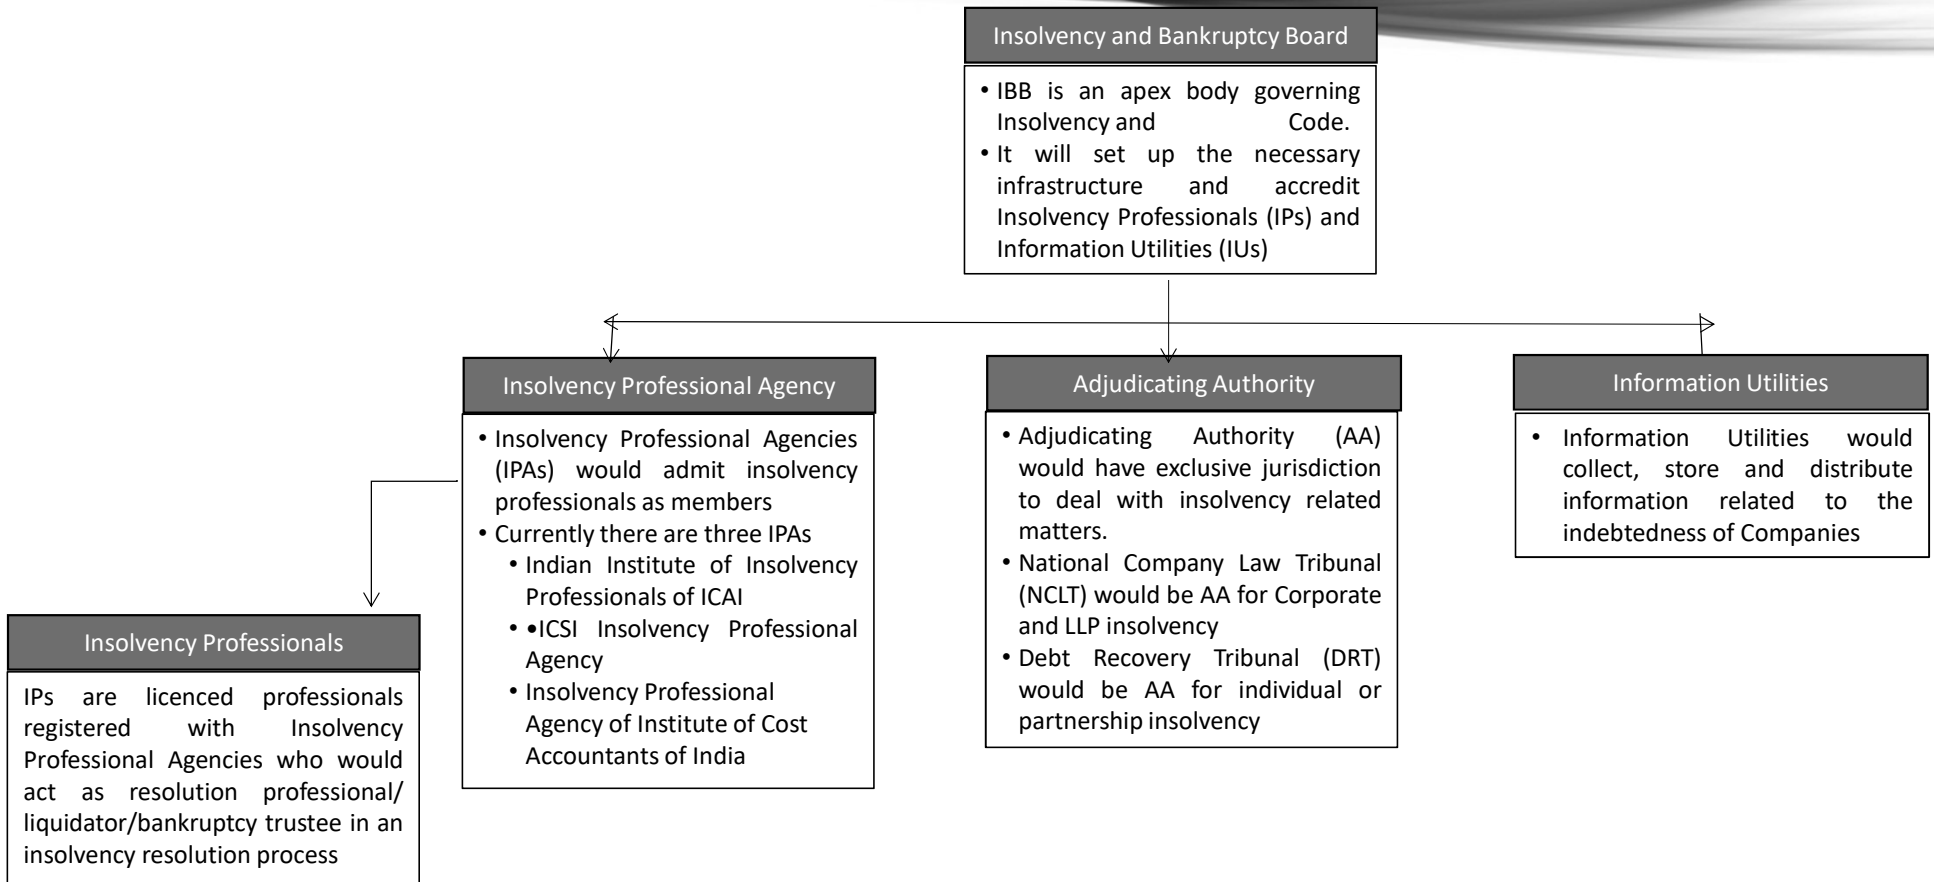 Insolvency and Bankruptcy Board
• IBB is an apex body governing
Insolvency and Code.
• It will set up the necessary
infrastructure and accredit
Insolvency Professionals (IPs) and
Information Utilities (IUs)
Insolvency Professional Agency
• Insolvency Professional Agencies
(IPAs) would admit insolvency
professionals as members
• Currently there are three IPAs
• Indian Institute of Insolvency
Professionals of ICAI
• •ICSI Insolvency Professional
Agency
• Insolvency Professional
Agency of Institute of Cost
Accountants of India
Adjudicating Authority
• Adjudicating Authority (AA)
would have exclusive jurisdiction
to deal with insolvency related
matters.
• National Company Law Tribunal
(NCLT) would be AA for Corporate
and LLP insolvency
• Debt Recovery Tribunal (DRT)
would be AA for individual or
partnership insolvency
Information Utilities
• Information Utilities would
collect, store and distribute
information related to the
indebtedness of Companies
Insolvency Professionals
IPs are licenced professionals
registered with Insolvency
Professional Agencies who would
act as resolution professional/
liquidator/bankruptcy trustee in an
insolvency resolution process